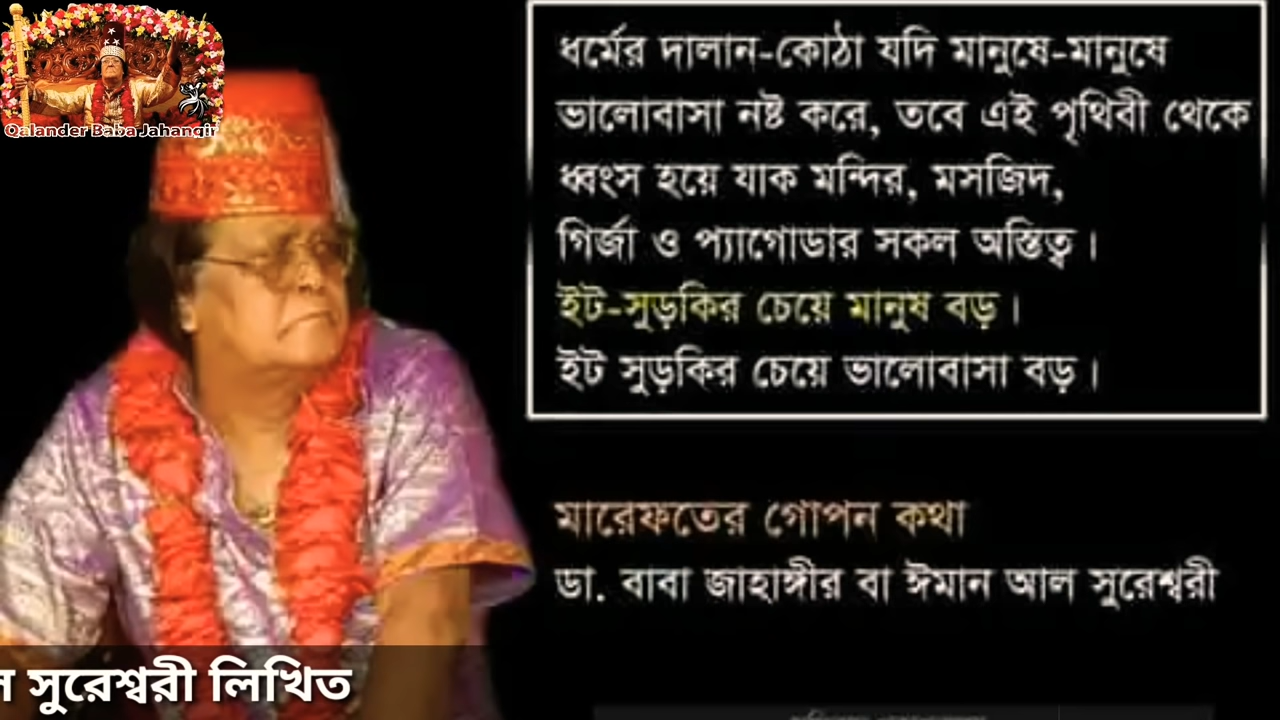 Qalander Baba Jahangir
ধর্মের দালান-কোঠা যদি মানুষে-মানুষে
ভালোবাসা নষ্ট করে, তবে এই পৃথিবী থেকে
ধ্বংস হয়ে যাক মন্দির, মসজিদ,
গির্জা ও প্যাগোডার সকল অস্তিত্ব।
ইট-সুড়কির চেয়ে মানুষ বড়।
ইট সুড়কির চেয়ে ভালোবাসা বড়।
মারেফতের গোপন কথা
ডা. বাবা জাহাঙ্গীর বা ঈমান আল সুরেশ্বরী
সুরেশ্বরী লিখিত